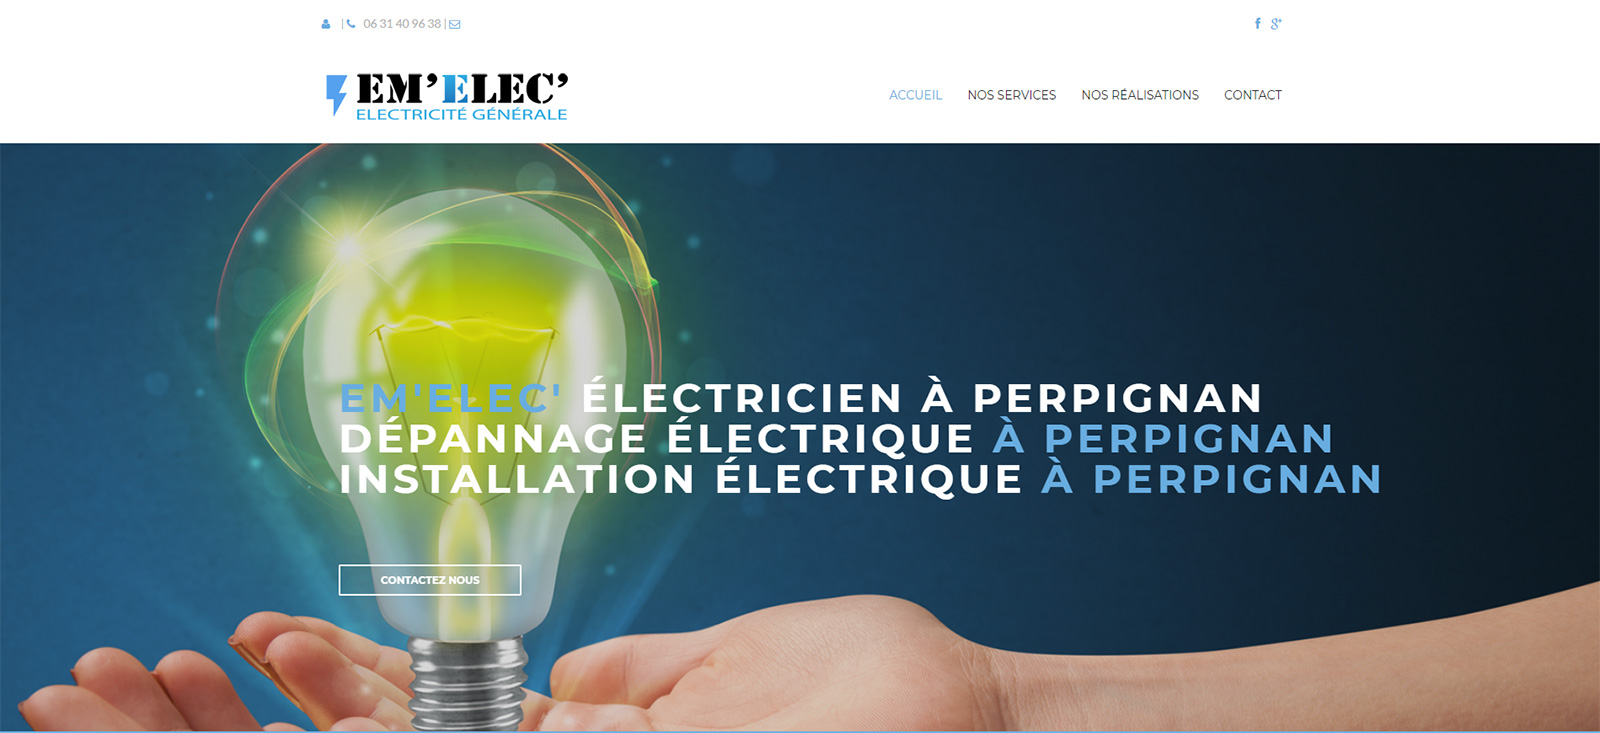 | 06 31 40 96 38 |
EM'ELEC'
ELECTRICITÉ GÉNÉRALE
ACCUEIL NOS SERVICES NOS RÉALISATIONS CONTACT
EM'ELEC' ÉLECTRICIEN À PERPIGNAN
DÉPANNAGE ÉLECTRIQUE À PERPIGNAN
INSTALLATION ÉLECTRIQUE À PERPIGNAN
CONTACTEZ NOUS